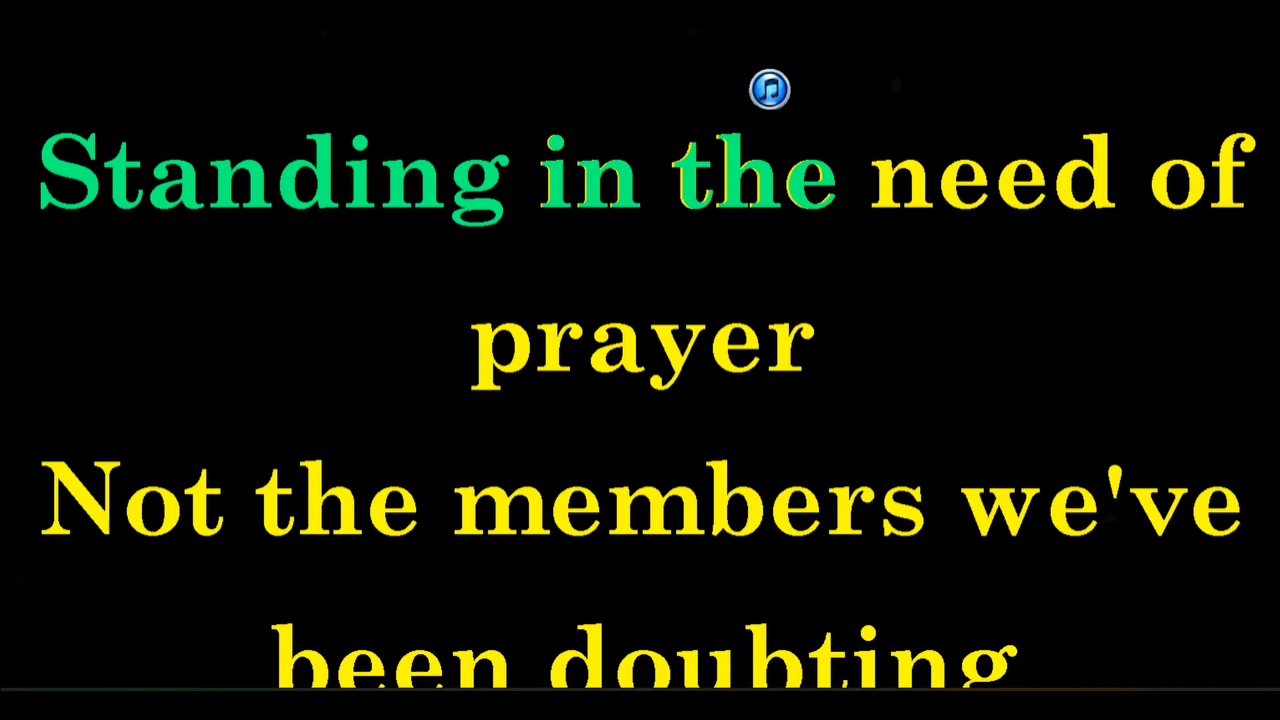 Standing in the need of
prayer
Not the members we've
been doubting